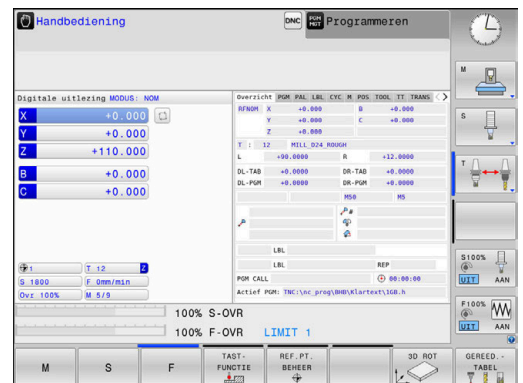 Handbediening
DNC
PGM MGT
Programmeren
Digitale uitlezing MODUS: NOM
X +0.000
Y +0.000
Z +110.000
B +0.000
C +0.000
1
T 12 Z
S 1800
F 0mm/min
Ovr 100%
M 5/9
Overzicht PGM PAL LBL CYC M POS TOOL TT TRANS
RFNOM X +0.000 B +0.000
Y +0.000 C +0.000
Z +0.000
T : 12 MILL_D24_ROUGH
L +90.0000 R +12.0000
DL-TAB +0.0000 DR-TAB +0.0000
DL-PGM +0.0000 DR-PGM +0.0000
M50 M5
LBL
LBL REP
PGM CALL 00:00:00
Actief PGM: TNC:\nc_prog\BHB\Klartext\1GB.h
100% S-OVR
100% F-OVR LIMIT 1
M
S
T
S100%
UIT AAN
F100%
UIT AAN
M
S
F
TAST-
FUNCTIE
REF.PT.
BEHEER
3D ROT
GEREED.-
TABEL